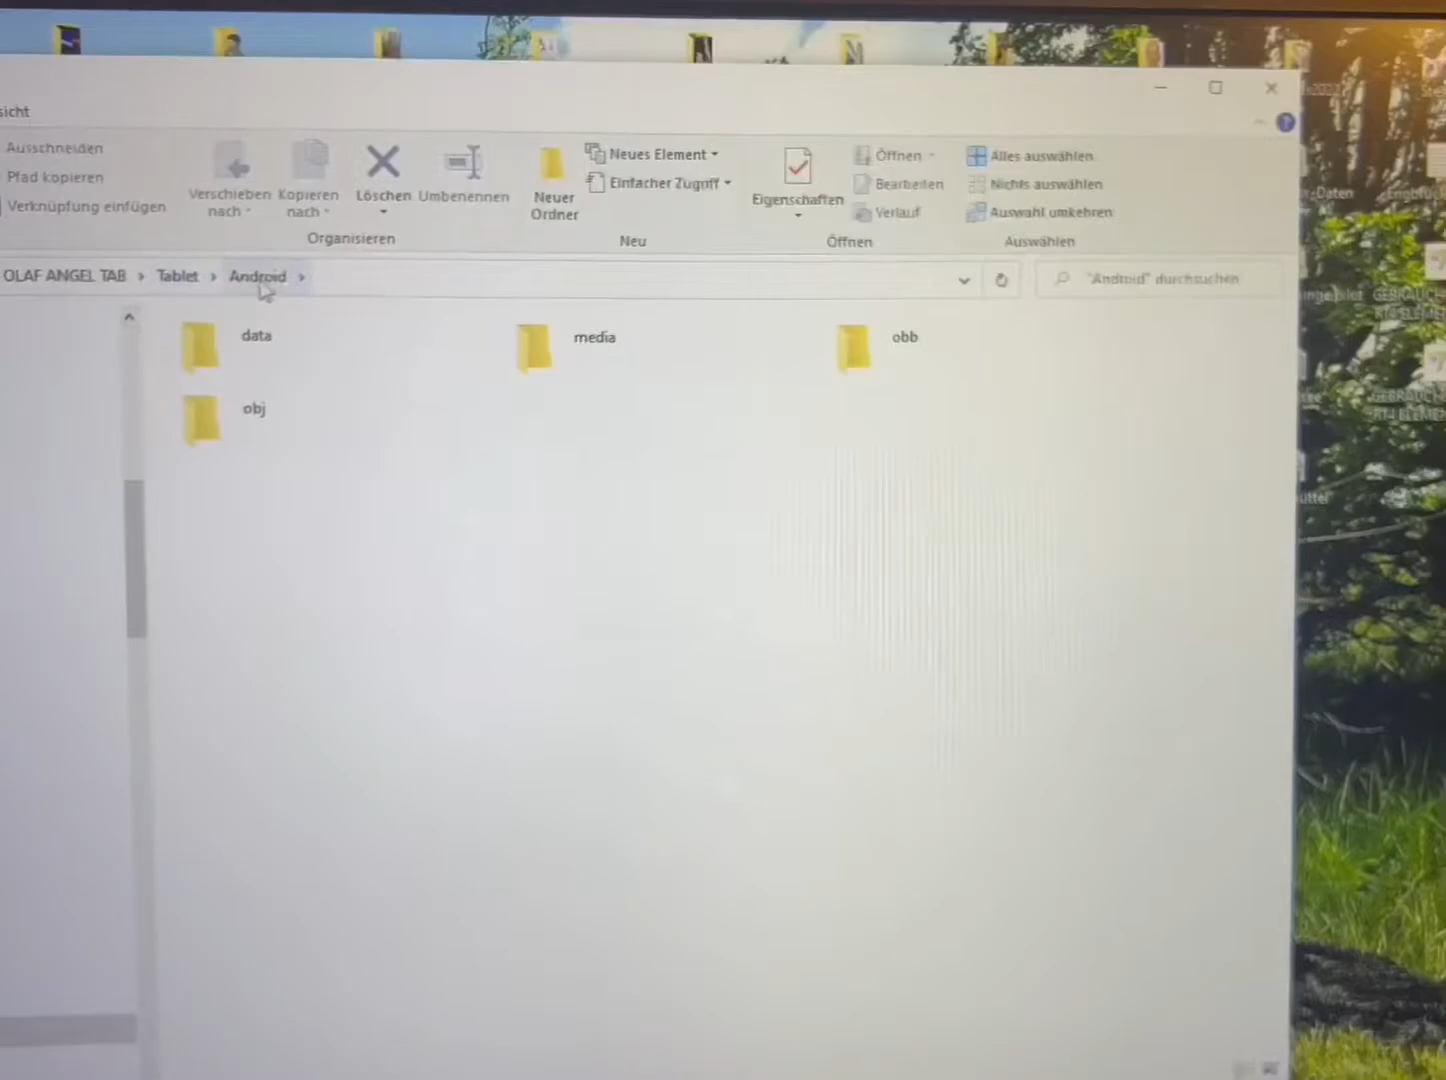 sicht
Ausschneiden
Pfad kopieren
Verknüpfung einfügen
Verschieben nach
Kopieren nach
Löschen
Umbenennen
Organisieren
Neuer Ordner
Neues Element
Einfacher Zugriff
Neu
Eigenschaften
Öffnen
Bearbeiten
Verlauf
Öffnen
Alles auswählen
Nichts auswählen
Auswahl umkehren
Auswählen
OLAF ANGEL TAB > Tablet > Android >
"Android" durchsuchen
data
media
obb
obj